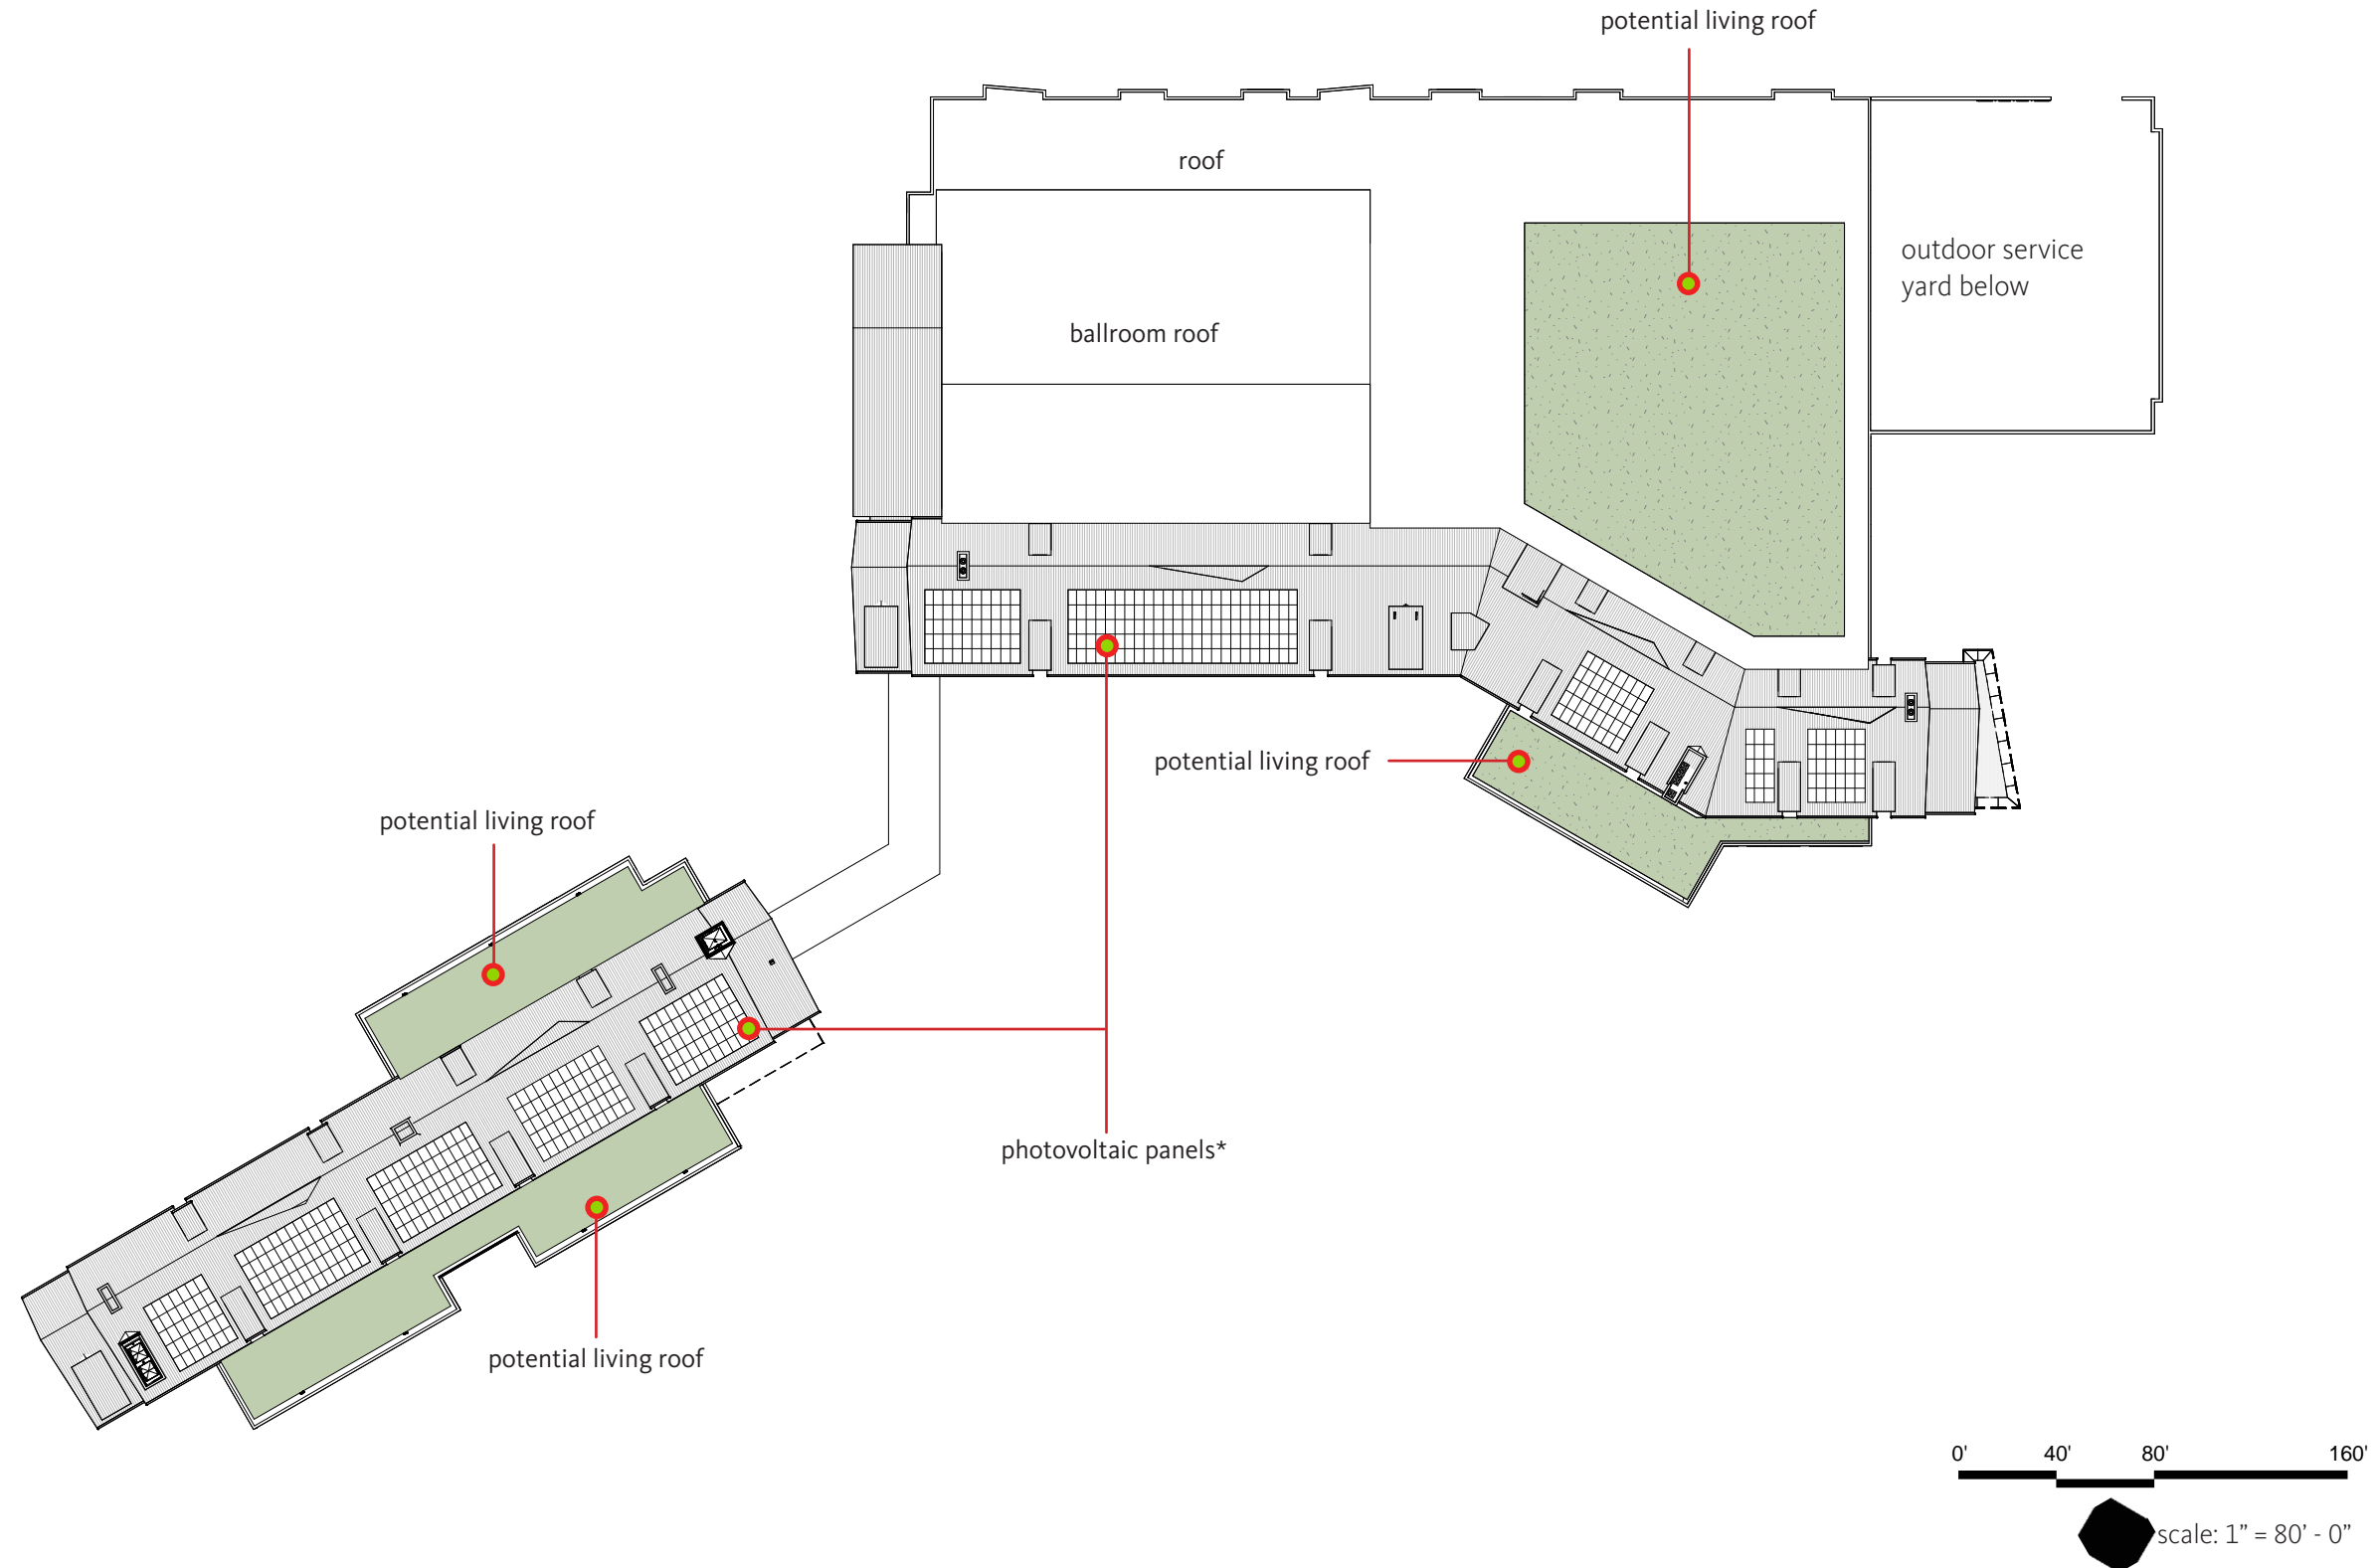 potential living roof
roof
outdoor service
yard below
ballroom roof
potential living roof
potential living roof
photovoltaic panels*
potential living roof
0' 40' 80' 160'
scale: 1” = 80’ - 0”